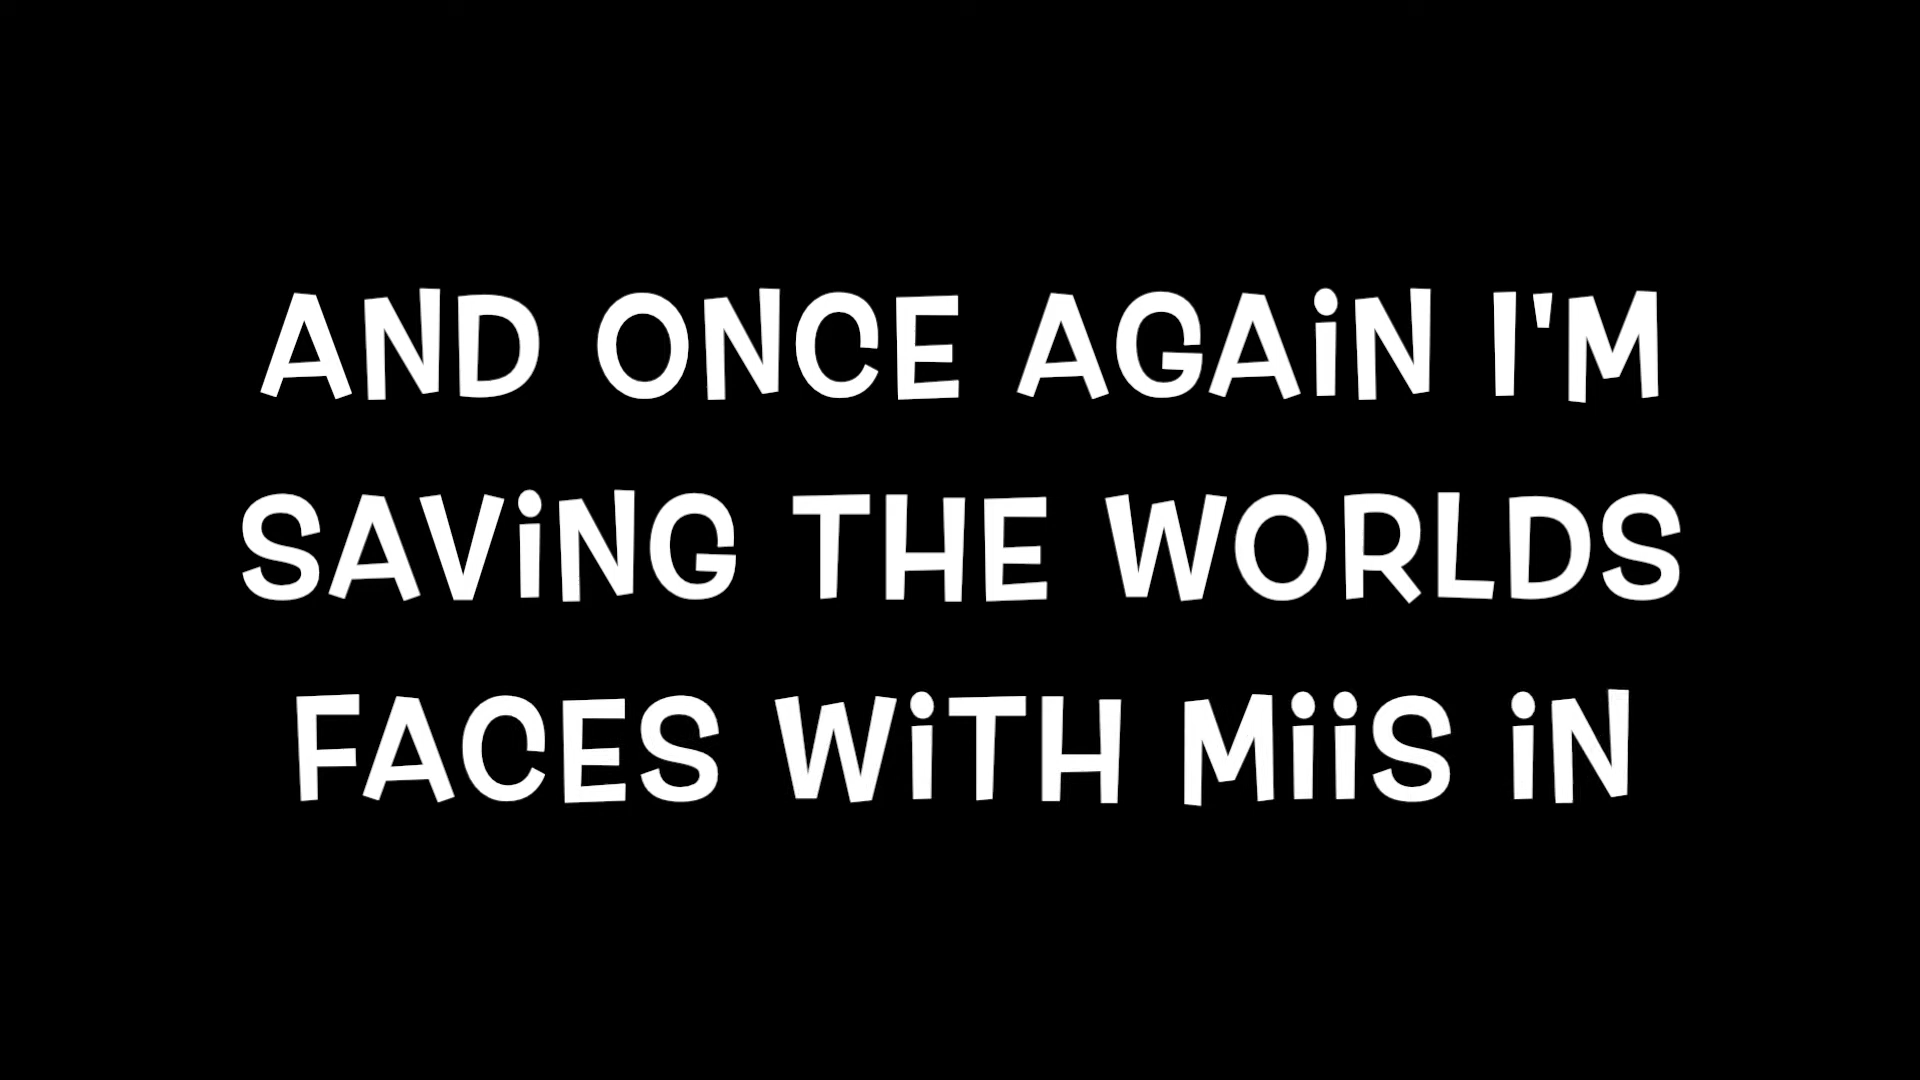 AND ONCE AGAiN I'M
SAViNG THE WORLDS
FACES WiTH MiiS iN